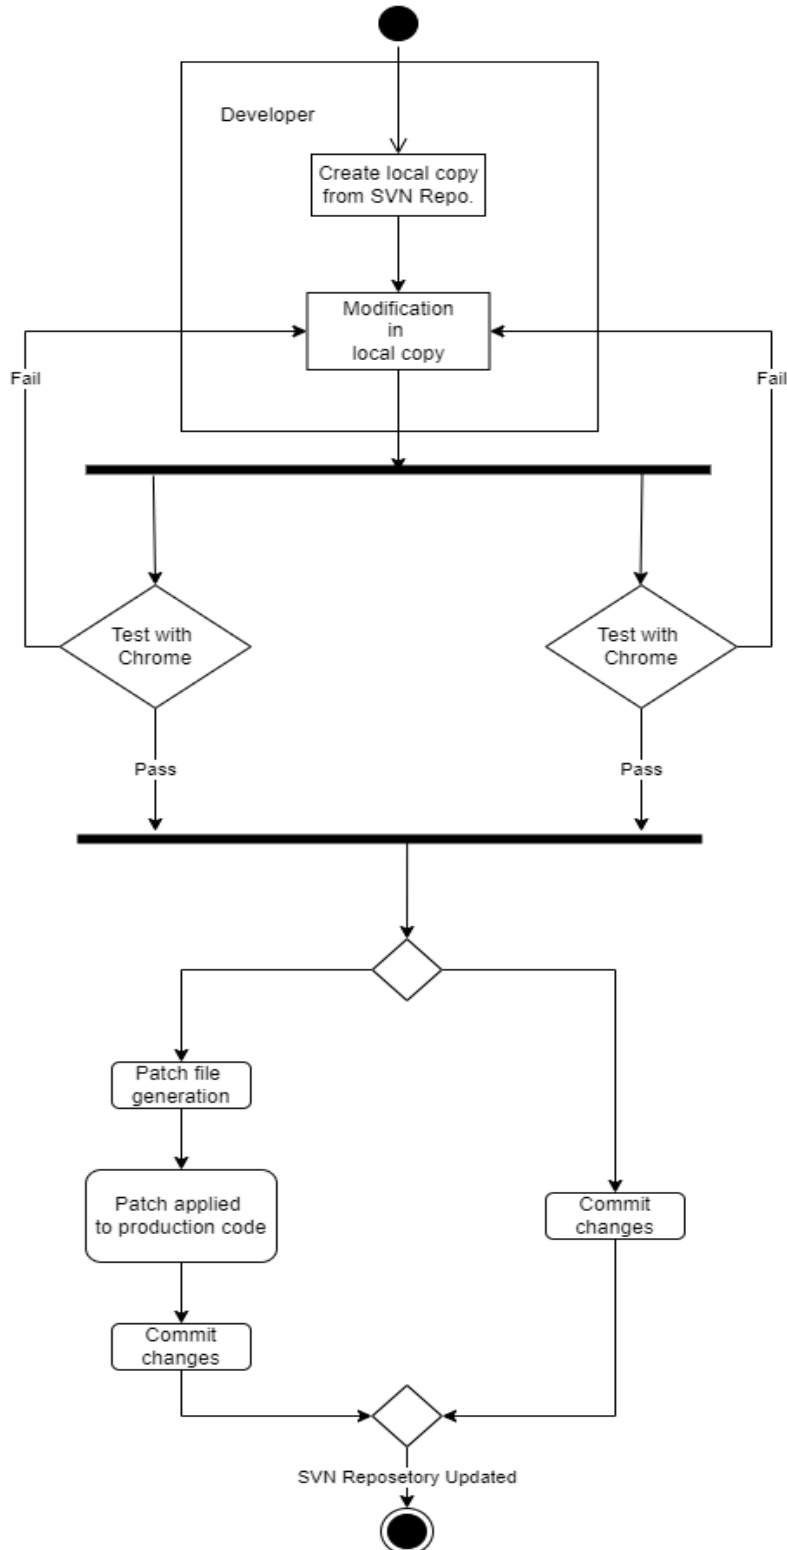 Developer
Create local copy
from SVN Repo.
Modification
in
local copy
Fail
Fail
Test with
Chrome
Test with
Chrome
Pass
Pass
Patch file
generation
Patch applied
to production code
Commit
changes
Commit
changes
SVN Reposetory Updated